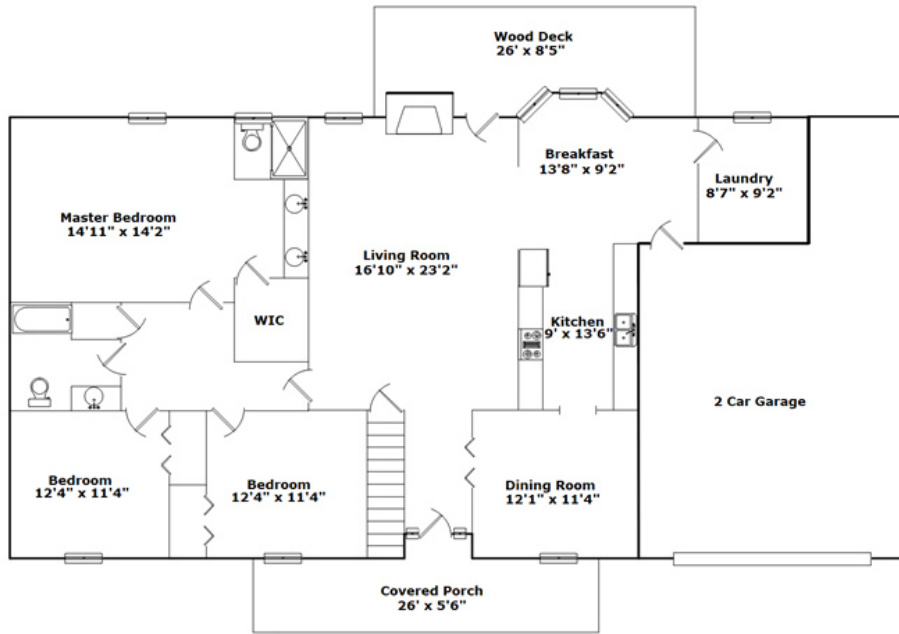 Wood Deck
26' x 8'5"
Breakfast
13'8" x 9'2"
Laundry
8'7" x 9'2"
Master Bedroom
14'11" x 14'2"
Living Room
16'10" x 23'2"
WIC
Kitchen
9' x 13'6"
2 Car Garage
Bedroom
12'4" x 11'4"
Bedroom
12'4" x 11'4"
Dining Room
12'1" x 11'4"
Covered Porch
26' x 5'6"